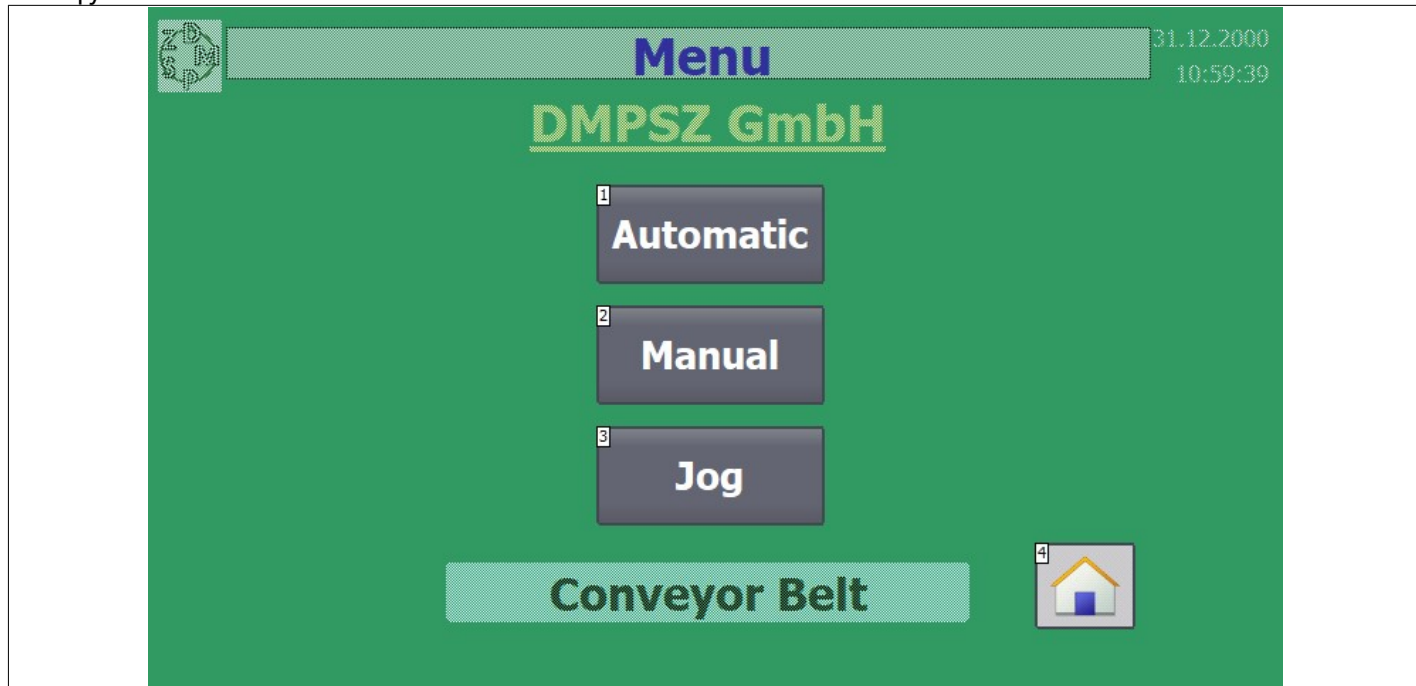 Z D M S P
Menu
31.12.2000
10:59:39
DMPSZ GmbH
1
Automatic
2
Manual
3
Jog
4
Conveyor Belt